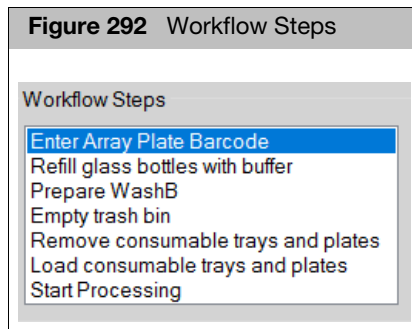 Figure 292 Workflow Steps
Workflow Steps
Enter Array Plate Barcode
Refill glass bottles with buffer
Prepare WashB
Empty trash bin
Remove consumable trays and plates
Load consumable trays and plates
Start Processing